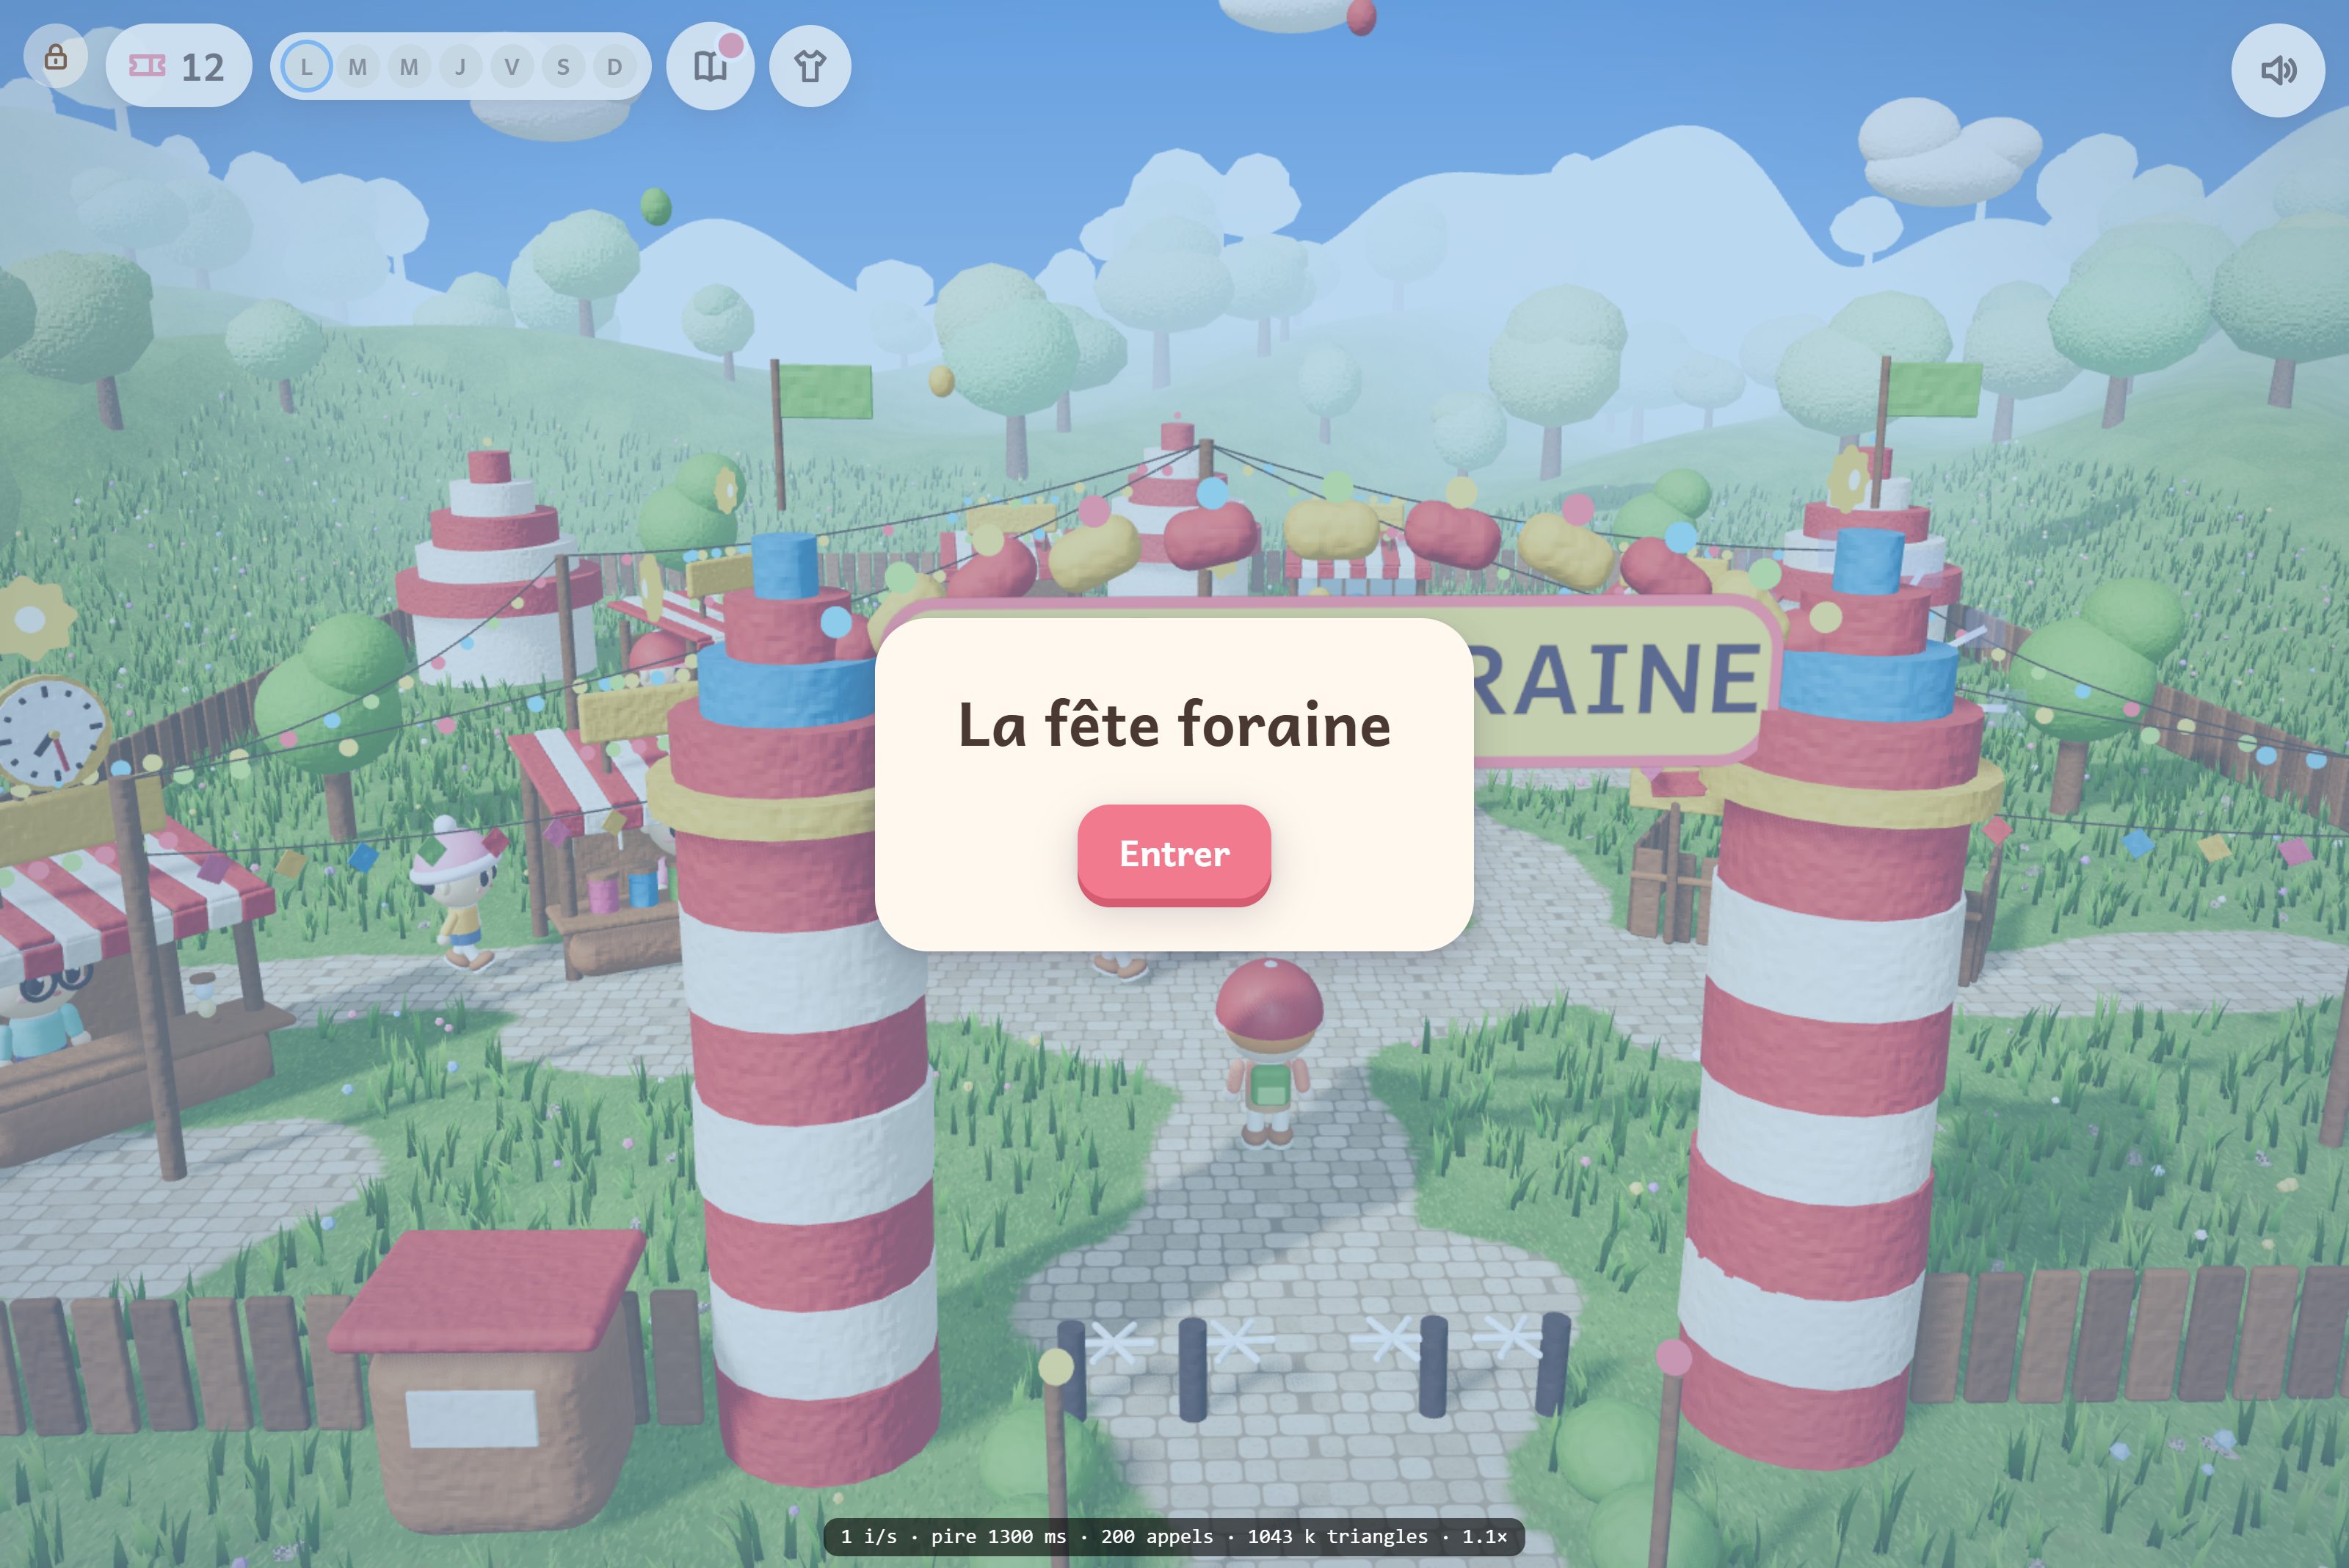 12
L M M J V S D
RAINE
La fête foraine
Entrer
1 i/s · pire 1300 ms · 200 appels · 1043 k triangles · 1.1×